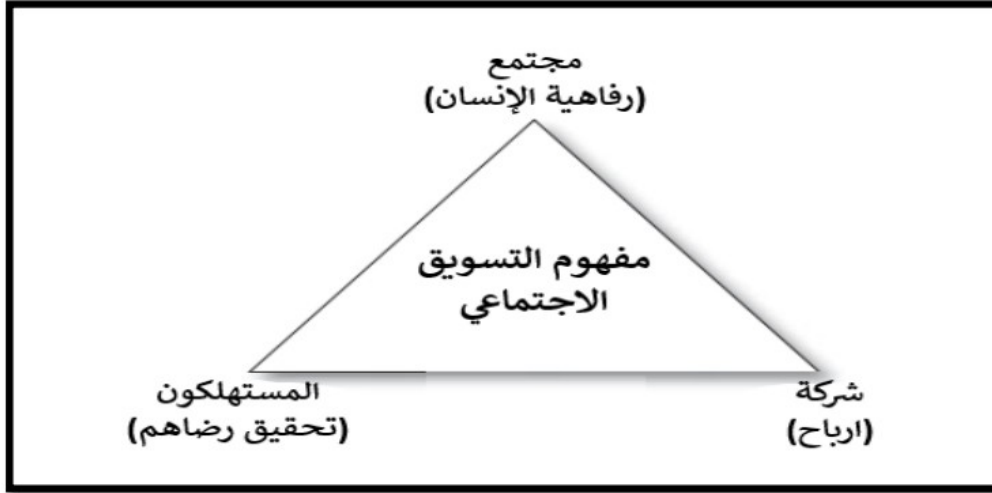 مجتمع
(رفاهية الإنسان)
مفهوم التسويق
الاجتماعي
شركة
(ارباح)
المستهلكون
(تحقيق رضاهم)